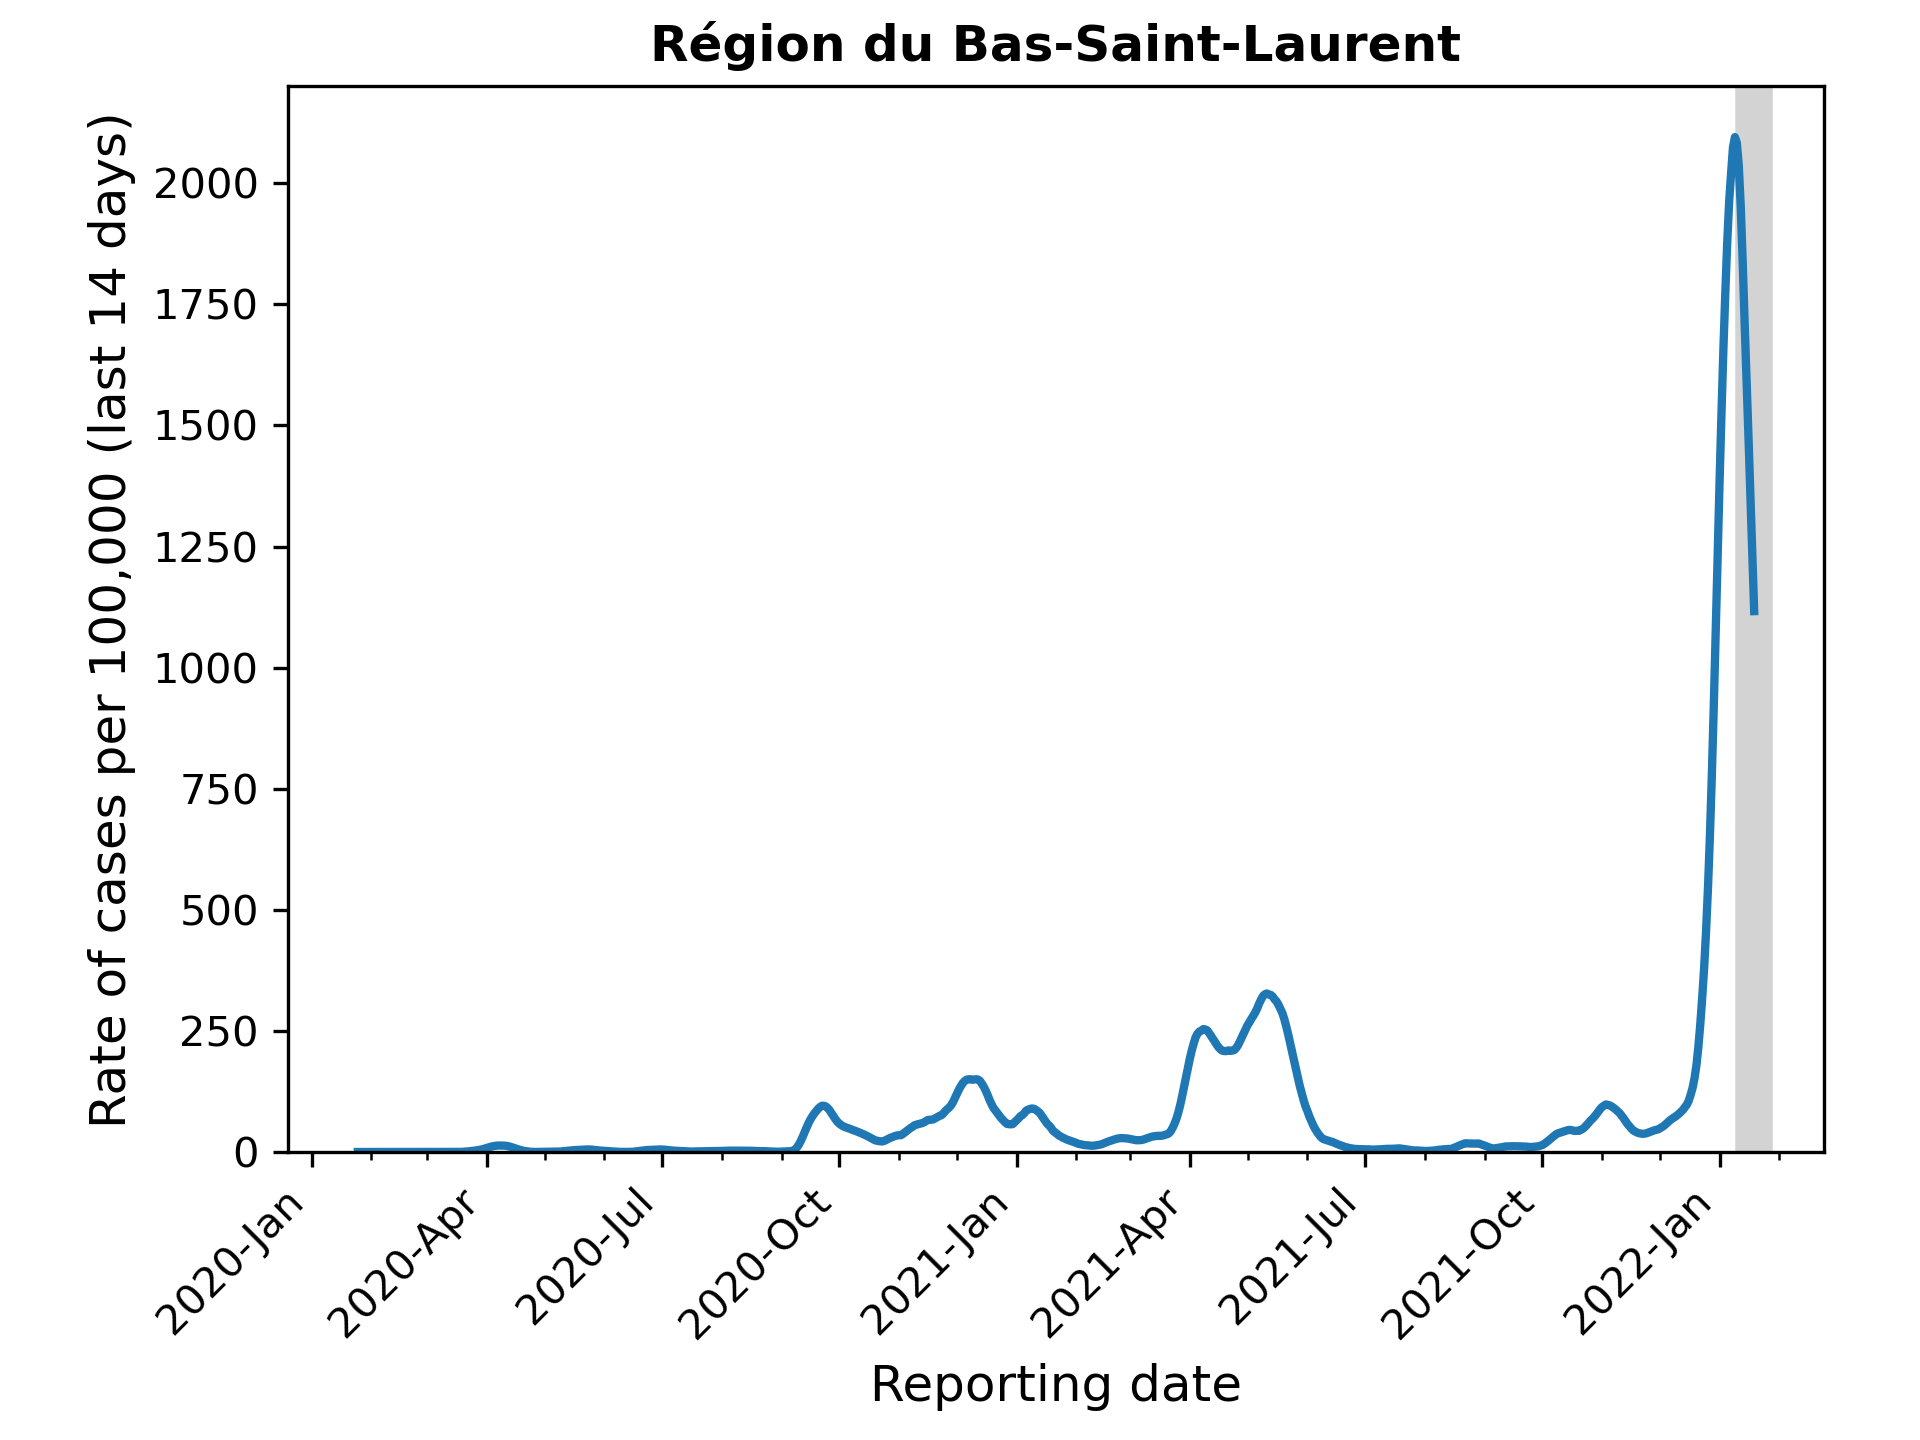 Région du Bas-Saint-Laurent
Rate of cases per 100,000 (last 14 days)
2000
1750
1500
1250
1000
750
500
250
0
2020-Jan
2020-Apr
2020-Jul
2020-Oct
2021-Jan
2021-Apr
2021-Jul
2021-Oct
2022-Jan
Reporting date